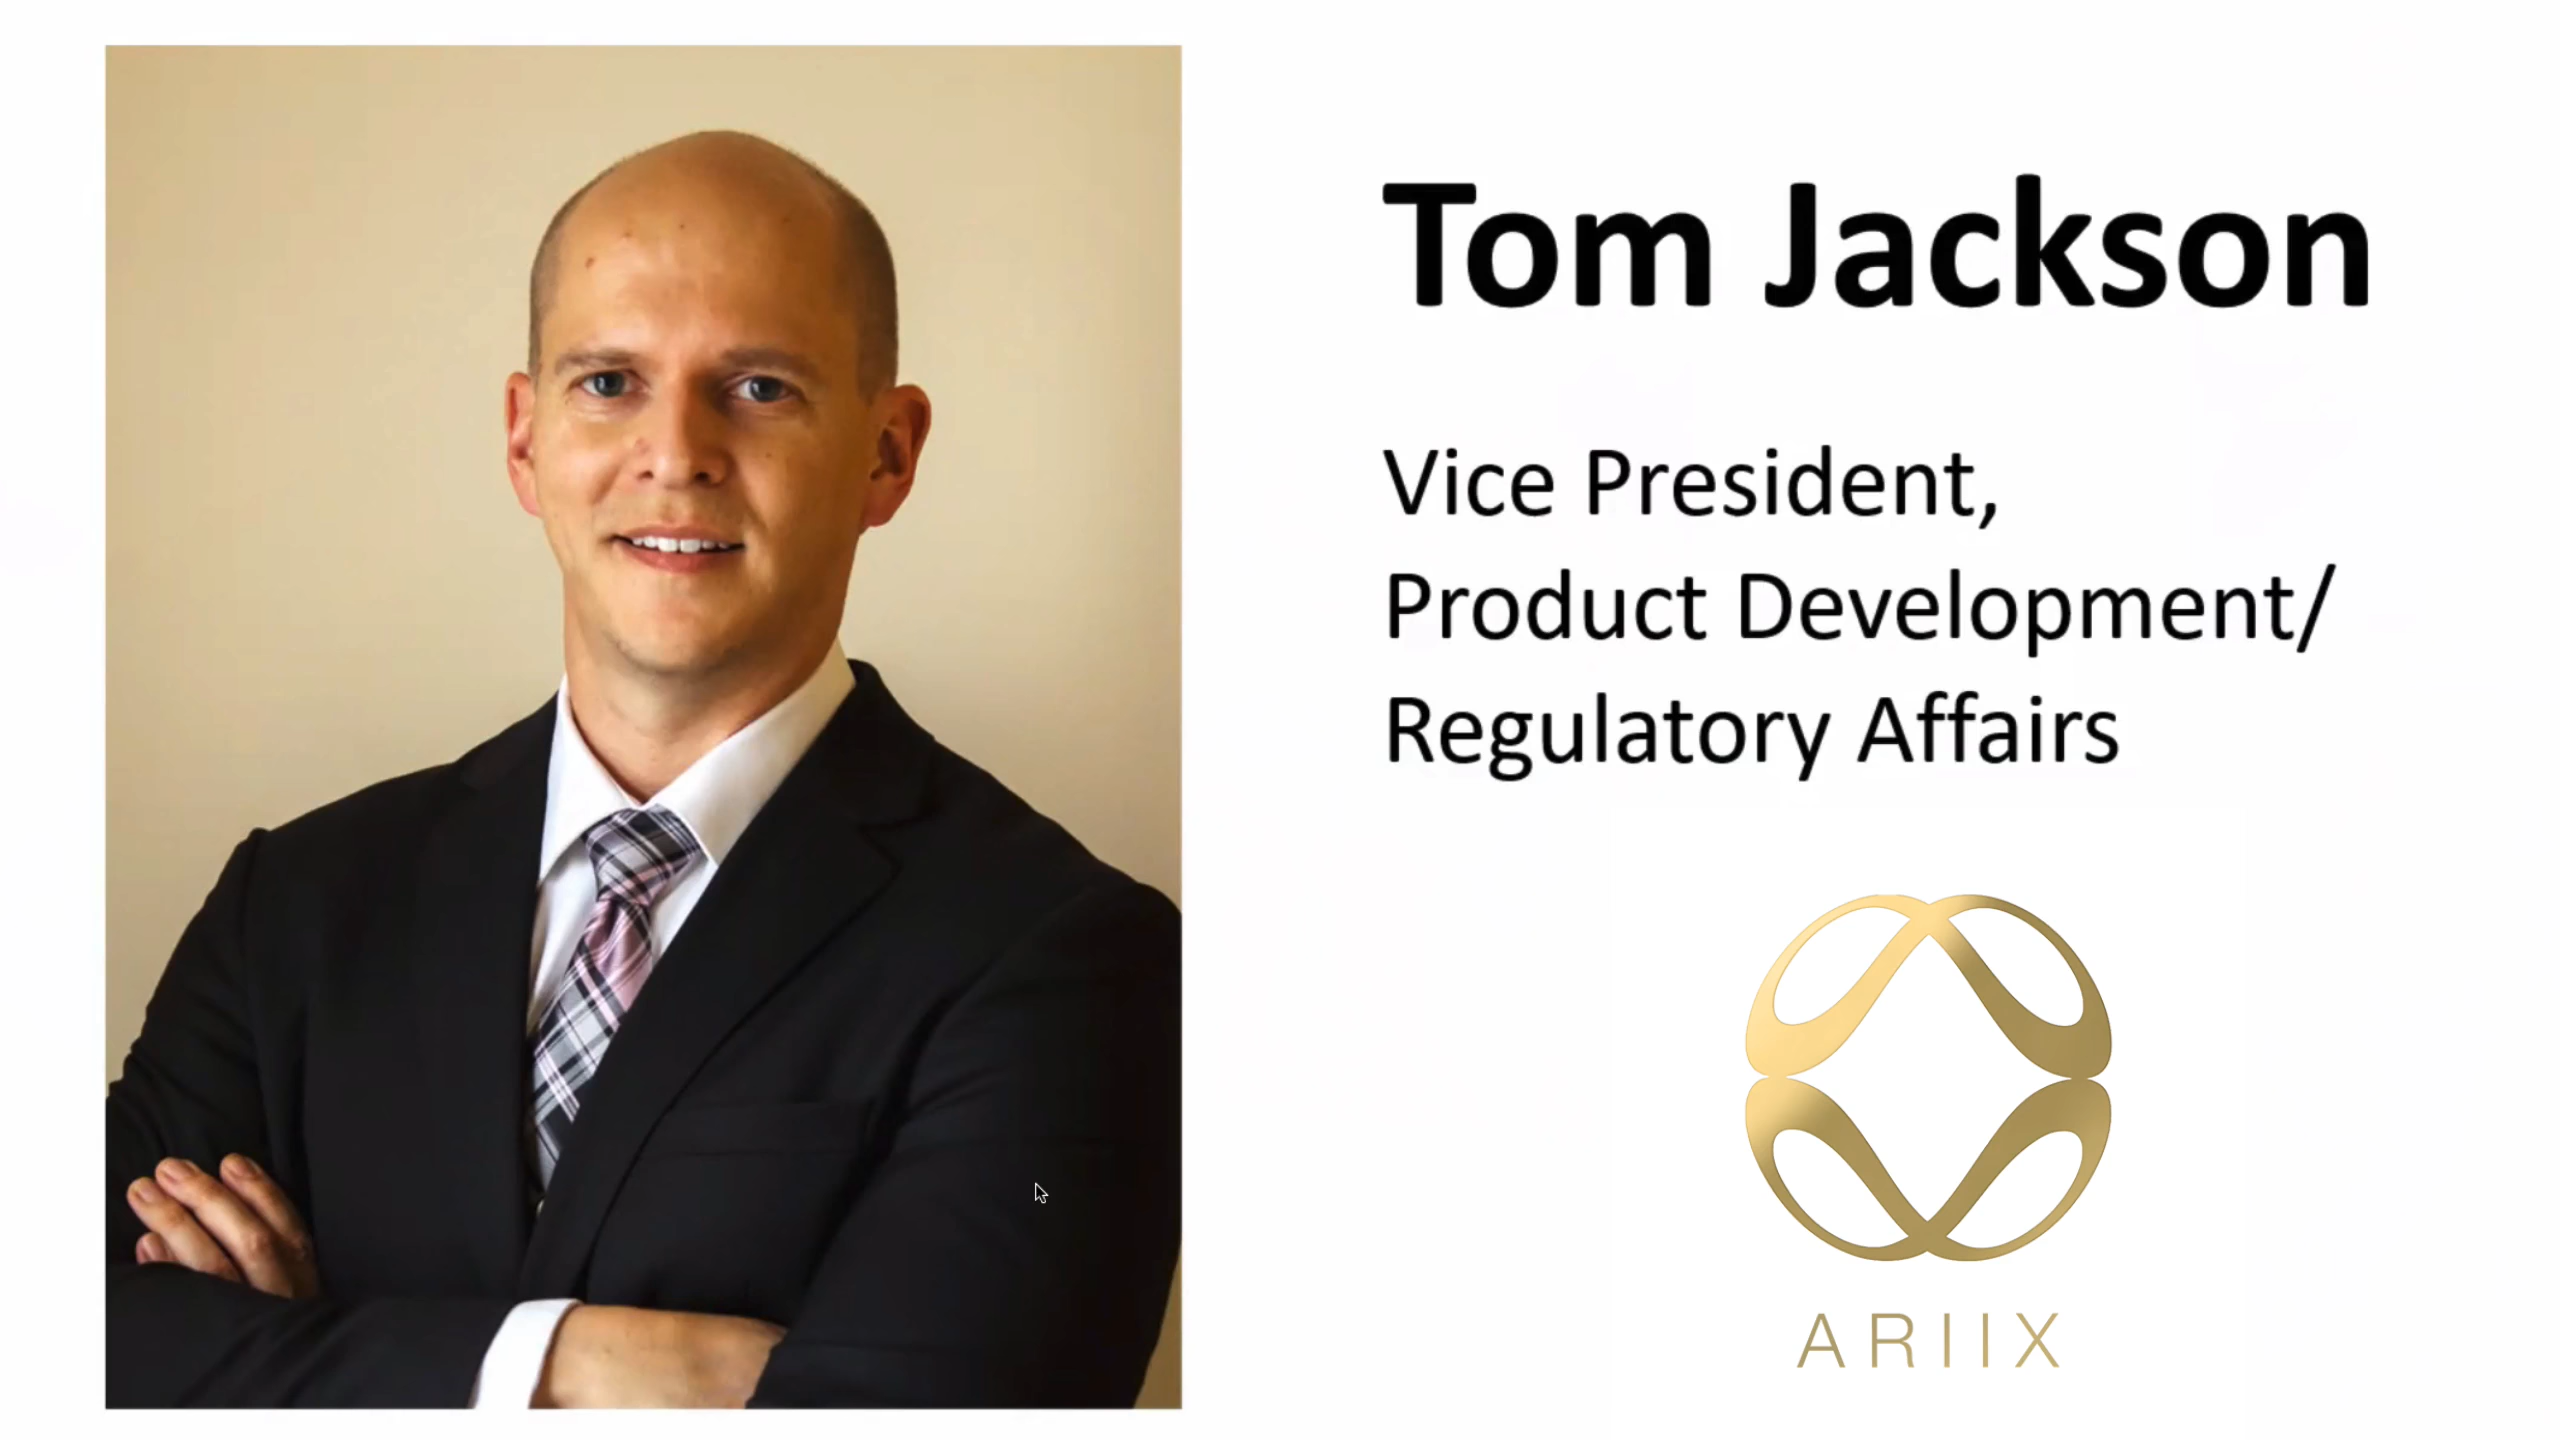 Tom Jackson
Vice President,
Product Development/
Regulatory Affairs
ARIIX